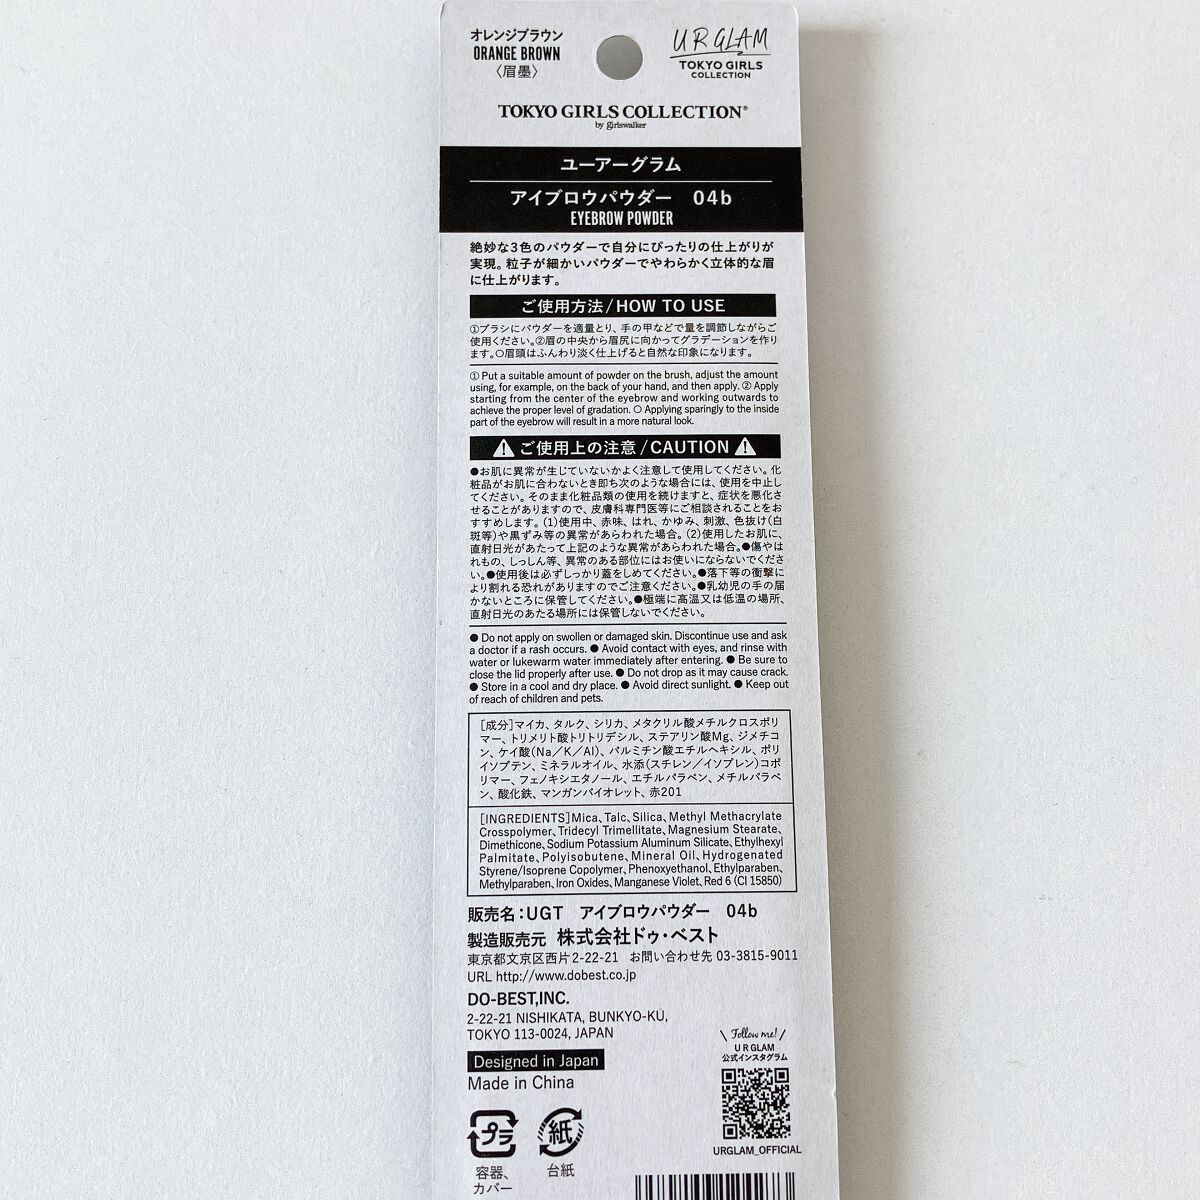 オレンジブラウン
ORANGE BROWN
〈眉墨〉
U R GLAM
TOKYO GIRLS
COLLECTION
TOKYO GIRLS COLLECTION®
by girlswalker
ユーアーグラム
アイブロウパウダー 04b
EYEBROW POWDER
絶妙な3色のパウダーで自分にぴったりの仕上がりが
実現。粒子が細かいパウダーでやわらかく立体的な眉
に仕上がります。
ご使用方法/HOW TO USE
①ブラシにパウダーを適量とり、手の甲などで量を調節しながらご
使用ください。②眉の中央から眉尻に向かってグラデーションを作り
ます。○眉頭はふんわり淡く仕上げると自然な印象になります。
① Put a suitable amount of powder on the brush, adjust the amount
using, for example, on the back of your hand, and then apply. ② Apply
starting from the center of the eyebrow and working outwards to
achieve the proper level of gradation. ○ Applying sparingly to the inside
part of the eyebrow will result in a more natural look.
ご使用上の注意/CAUTION
●お肌に異常が生じていないかよく注意して使用してください。化
粧品がお肌に合わないとき即ち次のような場合には、使用を中止し
てください。そのまま化粧品類の使用を続けますと、症状を悪化さ
せることがありますので、皮膚科専門医等にご相談されることをお
すすめします。(1)使用中、赤味、はれ、かゆみ、刺激、色抜け(白
斑等)や黒ずみ等の異常があらわれた場合。(2)使用したお肌に、
直射日光があたって上記のような異常があらわれた場合。●傷やは
れもの、しっしん等、異常のある部位にはお使いにならないでくださ
い。●使用後は必ずしっかり蓋をしめてください。●落下等の衝撃に
より割れる恐れがありますのでご注意ください。●乳幼児の手の届
かないところに保管してください。●極端に高温又は低温の場所、
直射日光のあたる場所には保管しないでください。
● Do not apply on swollen or damaged skin. Discontinue use and ask
a doctor if a rash occurs. ● Avoid contact with eyes, and rinse with
water or lukewarm water immediately after entering. ● Be sure to
close the lid properly after use. ● Do not drop as it may cause crack.
● Store in a cool and dry place. ● Avoid direct sunlight. ● Keep out
of reach of children and pets.
[成分]マイカ、タルク、シリカ、メタクリル酸メチルクロスポリ
マー、トリメリト酸トリトリデシル、ステアリン酸Mg、ジメチコ
ン、ケイ酸(Na／K／Al)、パルミチン酸エチルヘキシル、ポリ
イソブテン、ミネラルオイル、水添(スチレン／イソプレン)コポ
リマー、フェノキシエタノール、エチルパラベン、メチルパラベ
ン、酸化鉄、マンガンバイオレット、赤201
[INGREDIENTS]Mica、Talc、Silica、Methyl Methacrylate
Crosspolymer、Tridecyl Trimellitate、Magnesium Stearate、
Dimethicone、Sodium Potassium Aluminum Silicate、Ethylhexyl
Palmitate、Polyisobutene、Mineral Oil、Hydrogenated
Styrene/Isoprene Copolymer、Phenoxyethanol、Ethylparaben、
Methylparaben、Iron Oxides、Manganese Violet、Red 6 (CI 15850)
販売名：UGT アイブロウパウダー 04b
製造販売元 株式会社ドゥ・ベスト
東京都文京区西片2-22-21 お問い合わせ先 03-3815-9011
URL http://www.dobest.co.jp
DO-BEST,INC.
2-22-21 NISHIKATA, BUNKYO-KU,
TOKYO 113-0024, JAPAN
Designed in Japan
Made in China
プラ
容器、
カバー
紙
台紙
Follow me!
U R GLAM
公式インスタグラム
URGLAM_OFFICIAL